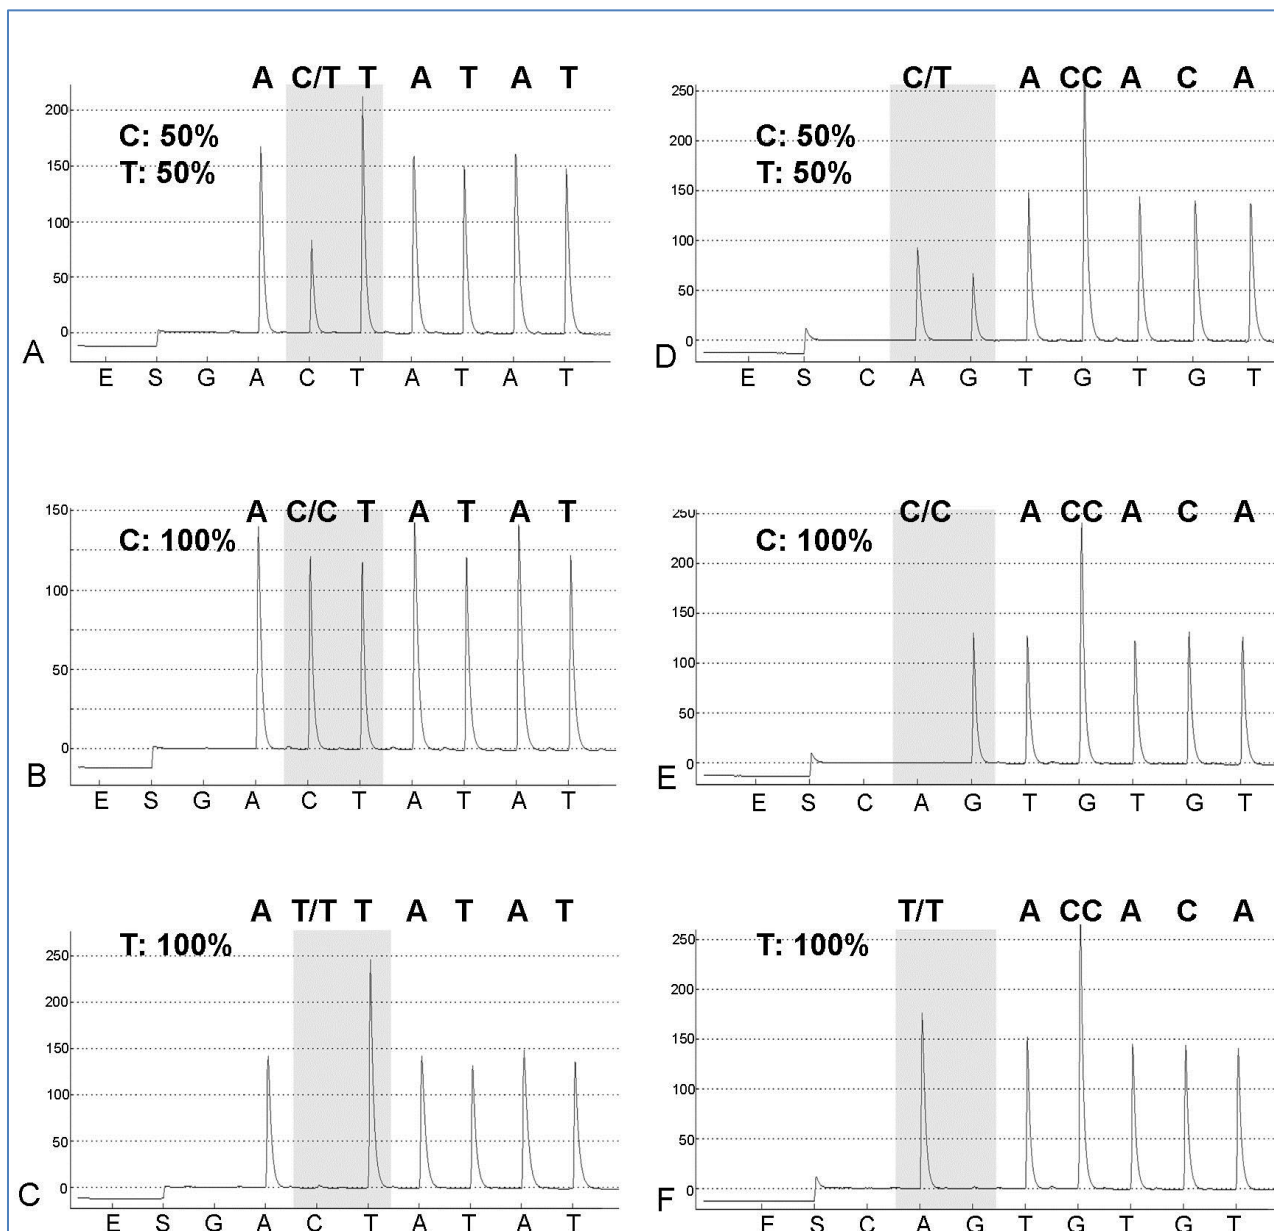 A C/T T A T A T
200
C: 50%
T: 50%
150
100
50
0
A
E S G A C T A T A T
C/T A CC A C A
250
C: 50%
200
T: 50%
150
100
50
0
D
E S C A G T G T G T
A C/C T A T A T
150
C: 100%
100
50
0
B
E S G A C T A T A T
C/C A CC A C A
250
C: 100%
200
150
100
50
0
E
E S C A G T G T G T
A T/T T A T A T
T: 100%
250
200
150
100
50
0
C
E S G A C T A T A T
T/T A CC A C A
250
T: 100%
200
150
100
50
0
F
E S C A G T G T G T